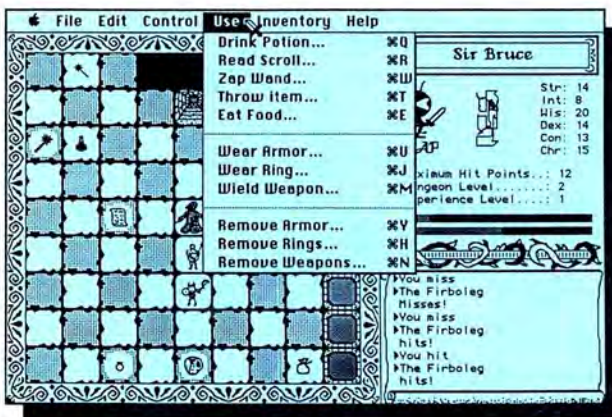 File Edit Control Use Inventory Help
Drink Potion... ⌘Q
Read Scroll... ⌘R
Zap Wand... ⌘W
Throw item... ⌘T
Eat Food... ⌘E
Wear Armor... ⌘U
Wear Ring... ⌘J
Wield Weapon... ⌘M
Remove Armor... ⌘Y
Remove Rings... ⌘H
Remove Weapons... ⌘N
Sir Bruce
Str: 14
Int: 8
Wis: 20
Dex: 14
Con: 13
Chr: 15
ximum Hit Points..: 12
ngeon Level.......: 2
perience Level....: 1
You miss
The Firboleg
Misses!
You miss
The Firboleg
hits!
You hit
The Firboleg
hits!